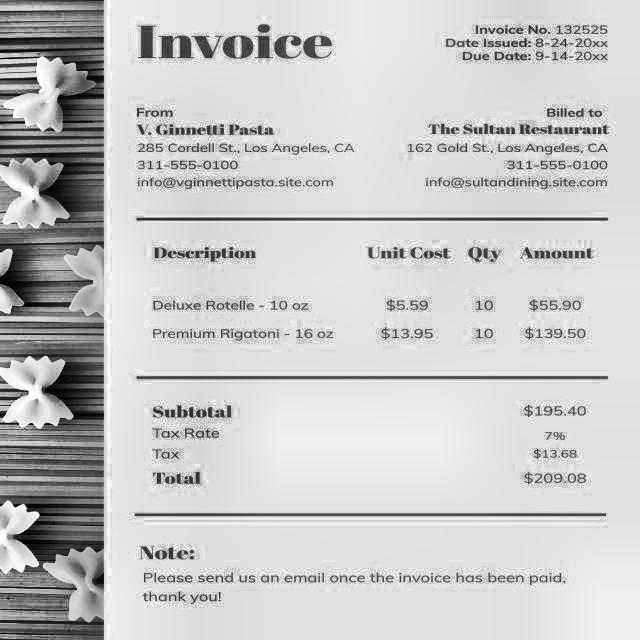 Invoice
Invoice No. 132525
Date Issued: 8-24-20xx
Due Date: 9-14-20xx
From
V. Ginnetti Pasta
285 Cordell St., Los Angeles, CA
311-555-0100
info@vginnettipasta.site.com
Billed to
The Sultan Restaurant
162 Gold St., Los Angeles, CA
311-555-0100
info@sultandining.site.com
Description Unit Cost Qty Amount
Deluxe Rotelle - 10 oz $5.59 10 $55.90
Premium Rigatoni - 16 oz $13.95 10 $139.50
Subtotal $195.40
Tax Rate 7%
Tax $13.68
Total $209.08
Note:
Please send us an email once the invoice has been paid,
thank you!